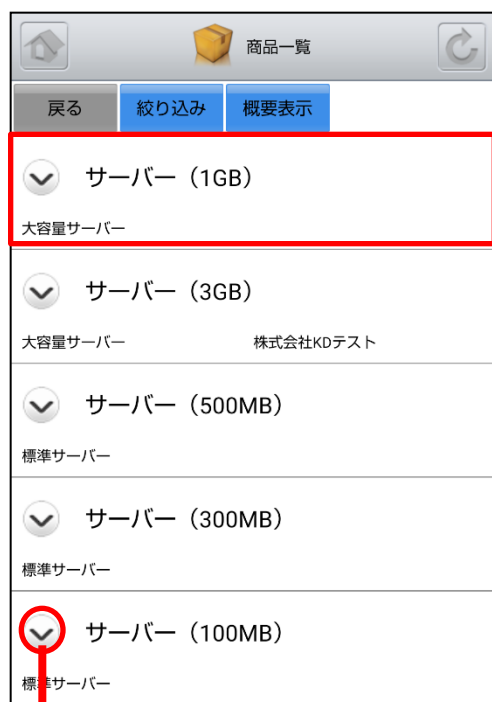 商品一覧
戻る 絞り込み 概要表示
サーバー（1GB）
大容量サーバー
サーバー（3GB）
大容量サーバー 株式会社KDテスト
サーバー（500MB）
標準サーバー
サーバー（300MB）
標準サーバー
サーバー（100MB）
標準サーバー